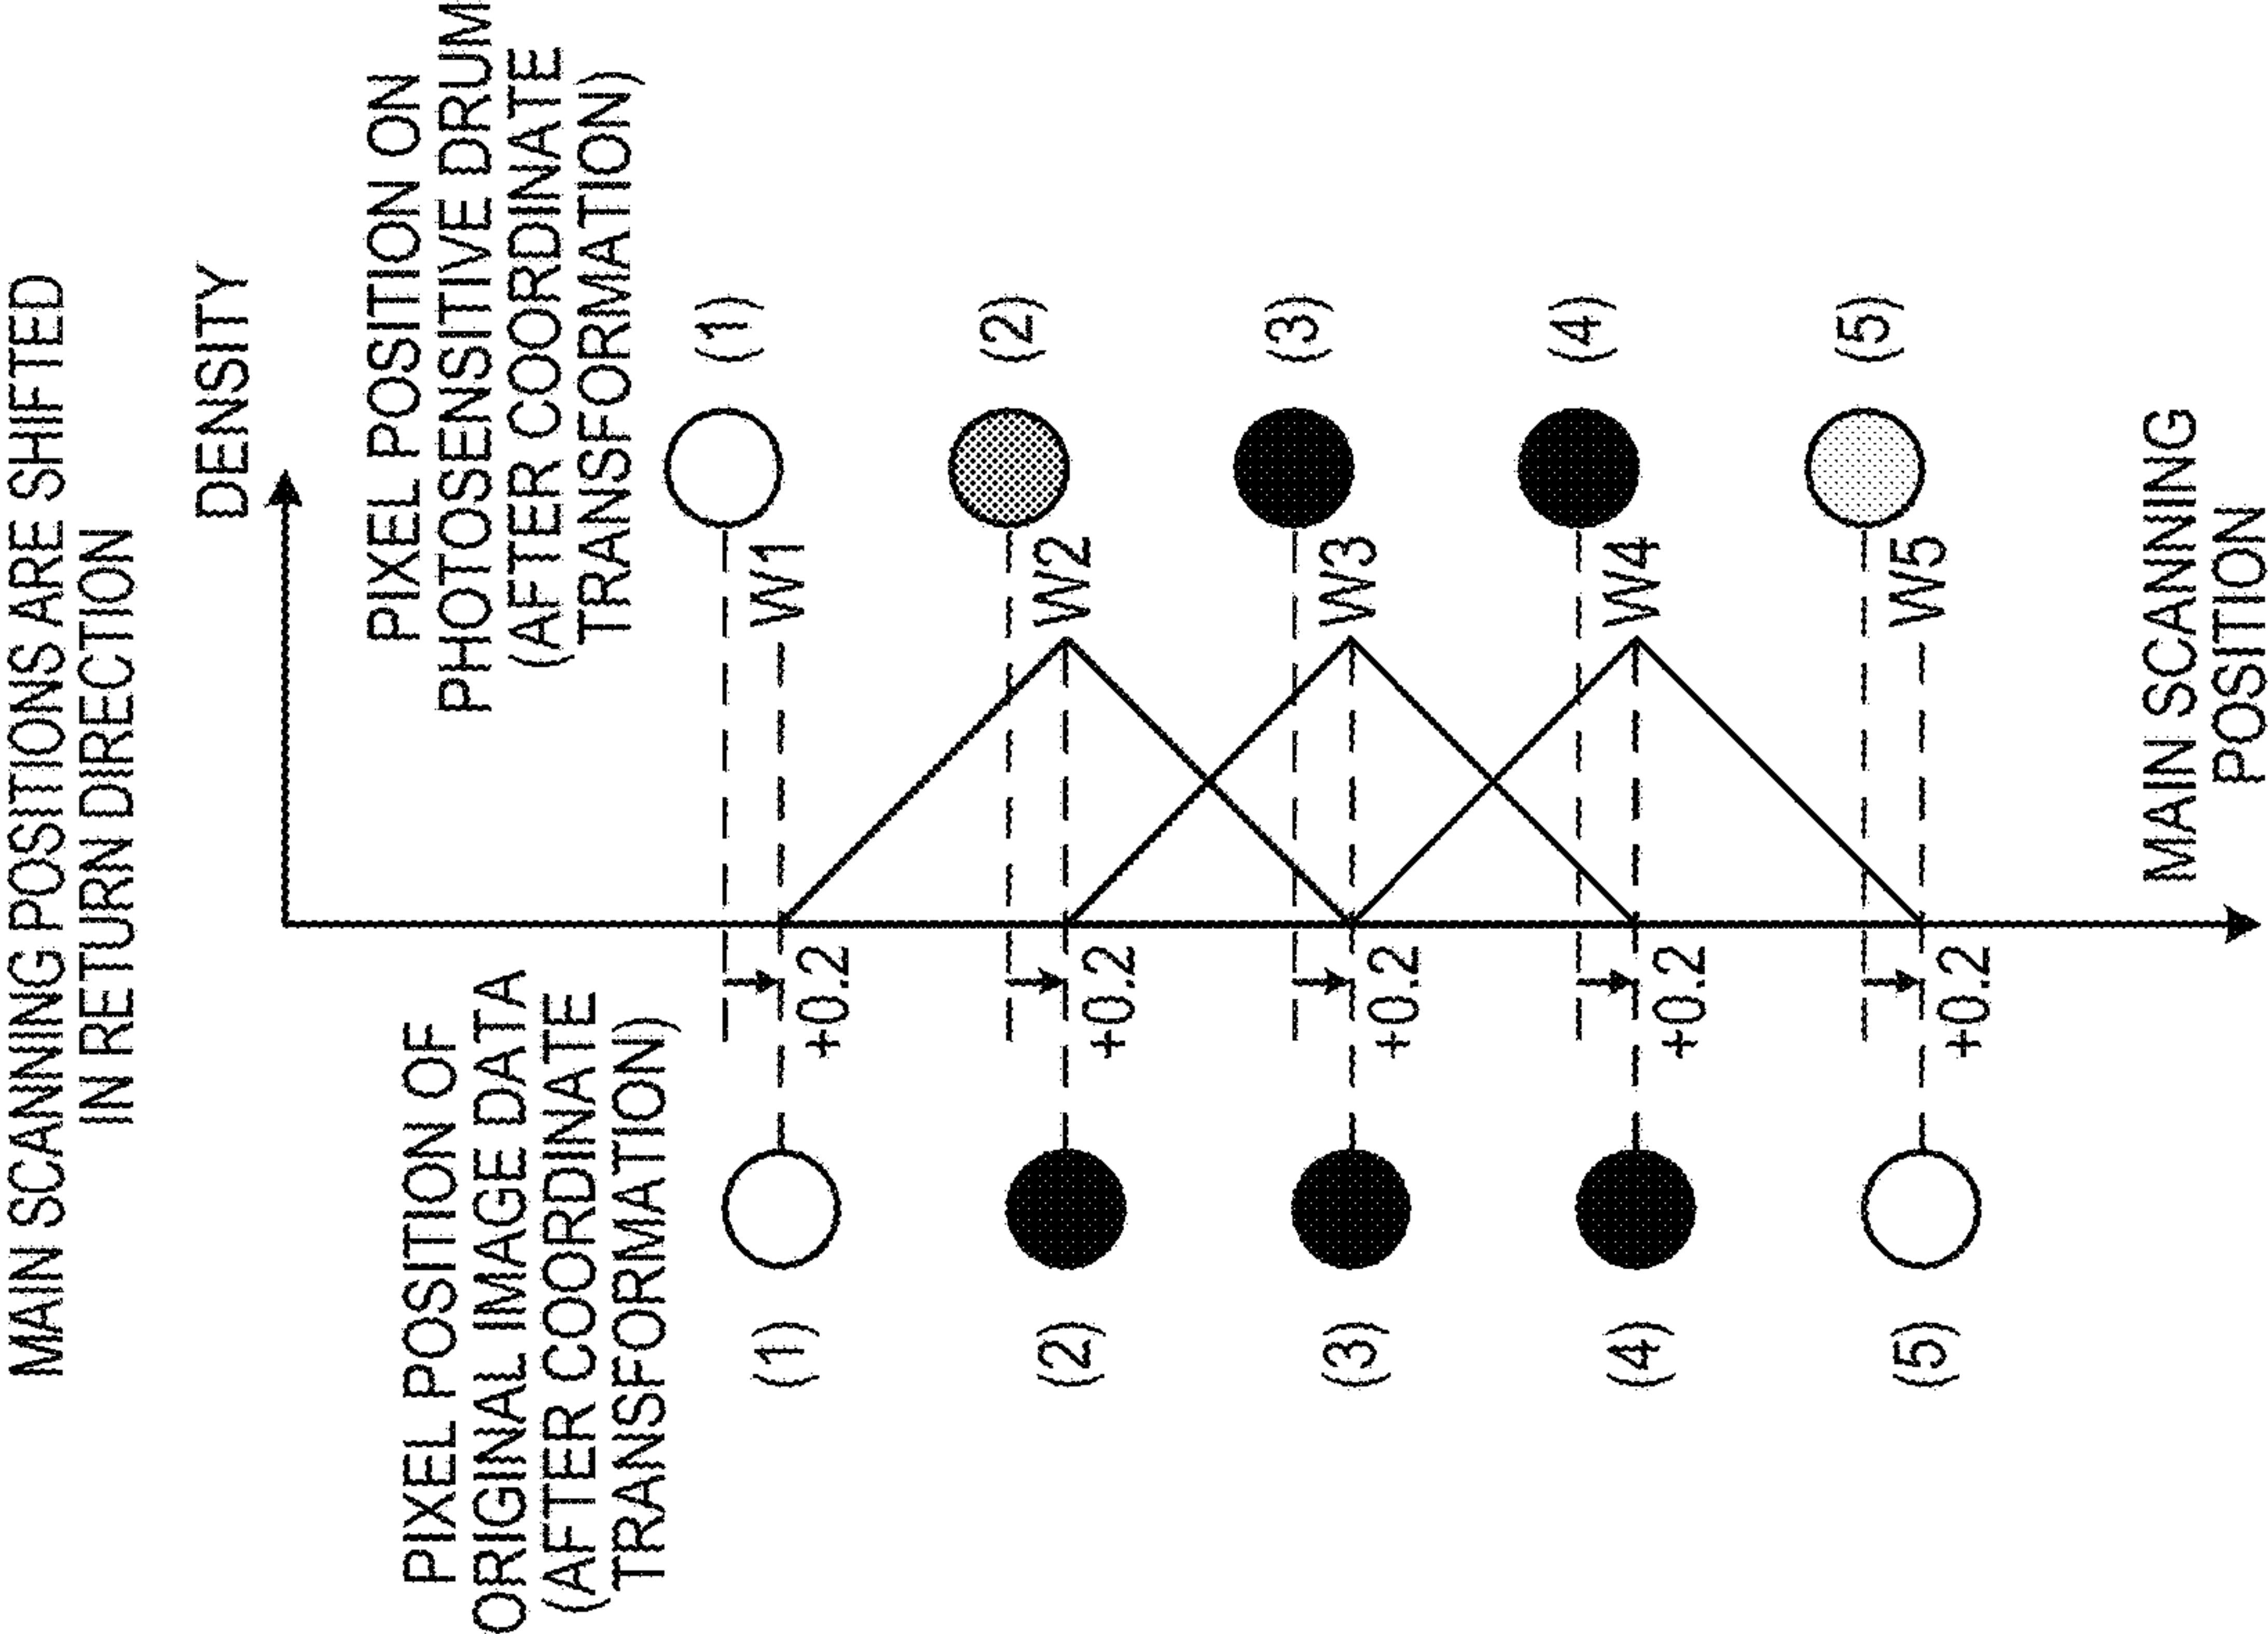 MAIN SCANNING POSITIONS ARE SHIFTED
IN RETURN DIRECTION
DENSITY
PIXEL POSITION OF
ORIGINAL IMAGE DATA
(AFTER COORDINATE
TRANSFORMATION)
PIXEL POSITION ON
PHOTOSENSITIVE DRUM
(AFTER COORDINATE
TRANSFORMATION)
(1)
+0.2
W1
(1)
(2)
+0.2
W2
(2)
(3)
+0.2
W3
(3)
(4)
+0.2
W4
(4)
(5)
+0.2
W5
(5)
MAIN SCANNING
POSITION